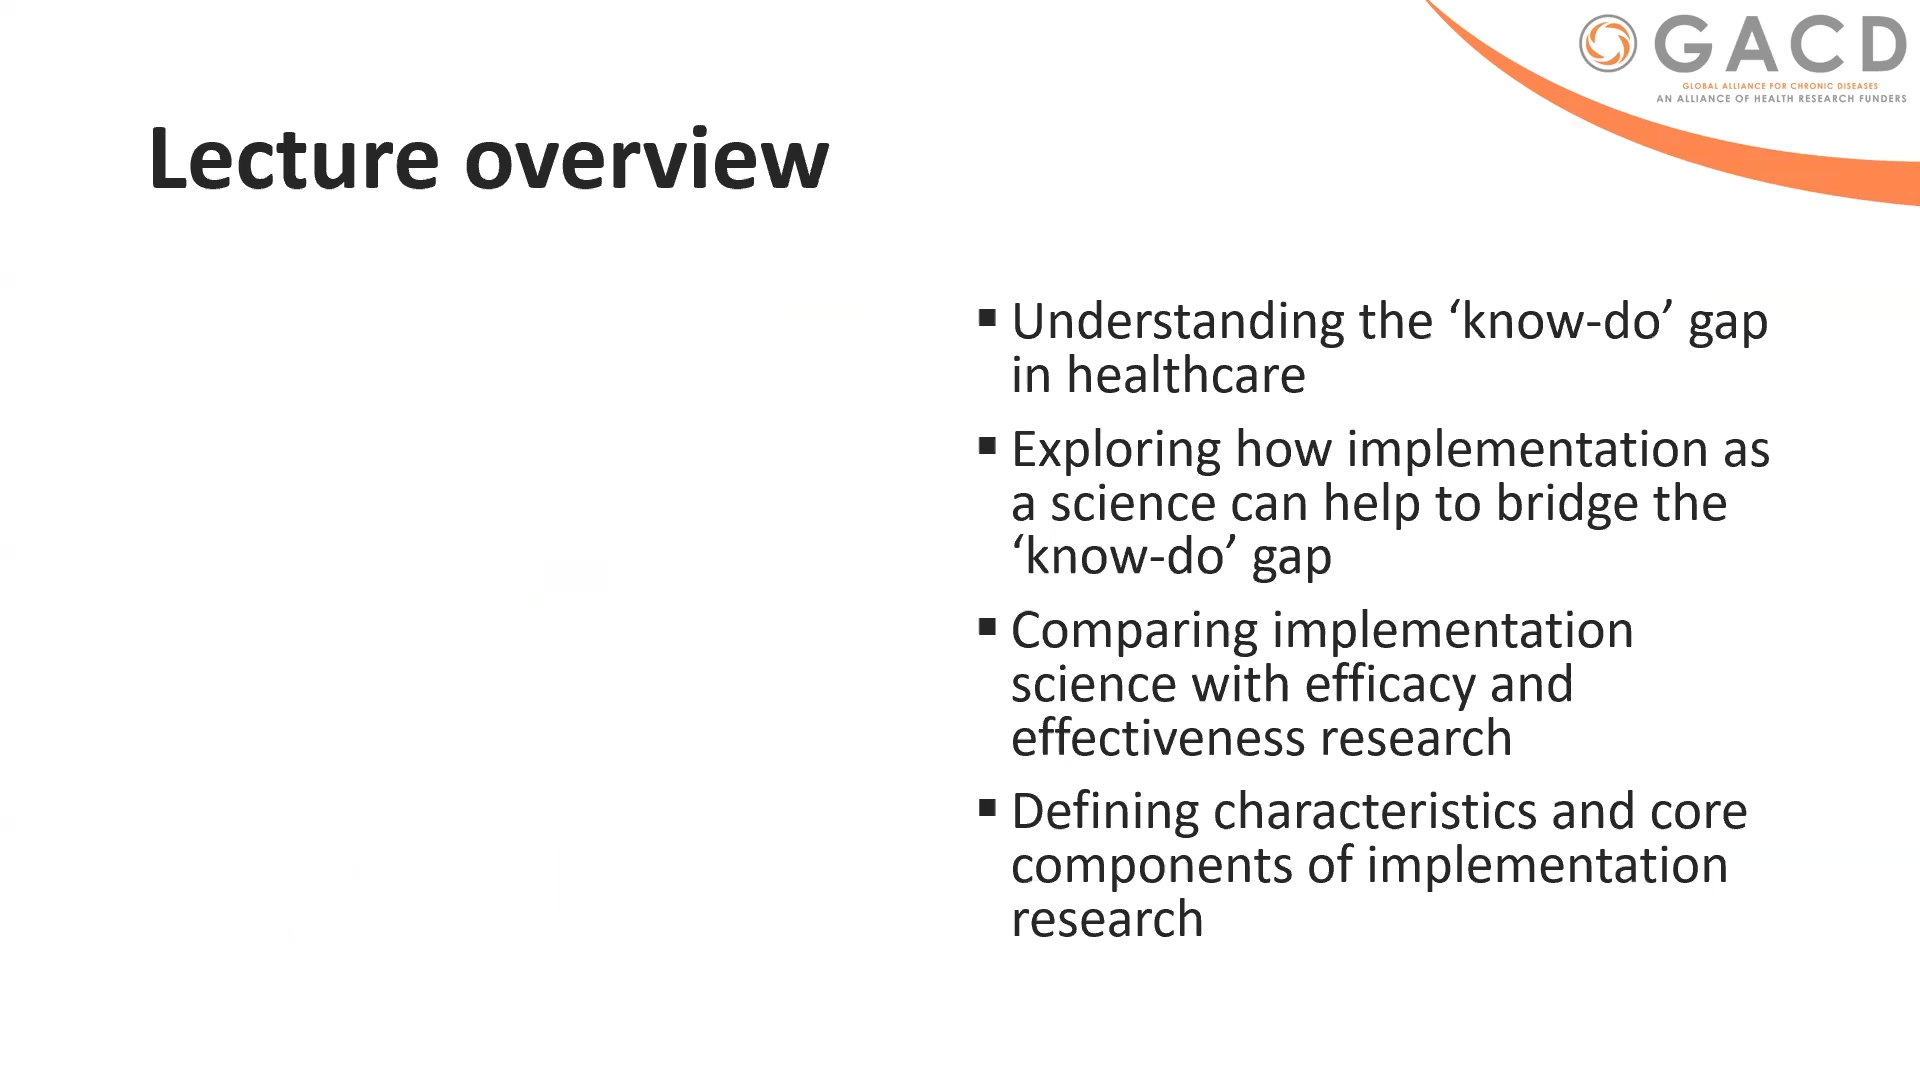 GACD
GLOBAL ALLIANCE FOR CHRONIC DISEASES
AN ALLIANCE OF HEALTH RESEARCH FUNDERS
Lecture overview
▪ Understanding the ‘know-do’ gap
in healthcare
▪ Exploring how implementation as
a science can help to bridge the
‘know-do’ gap
▪ Comparing implementation
science with efficacy and
effectiveness research
▪ Defining characteristics and core
components of implementation
research